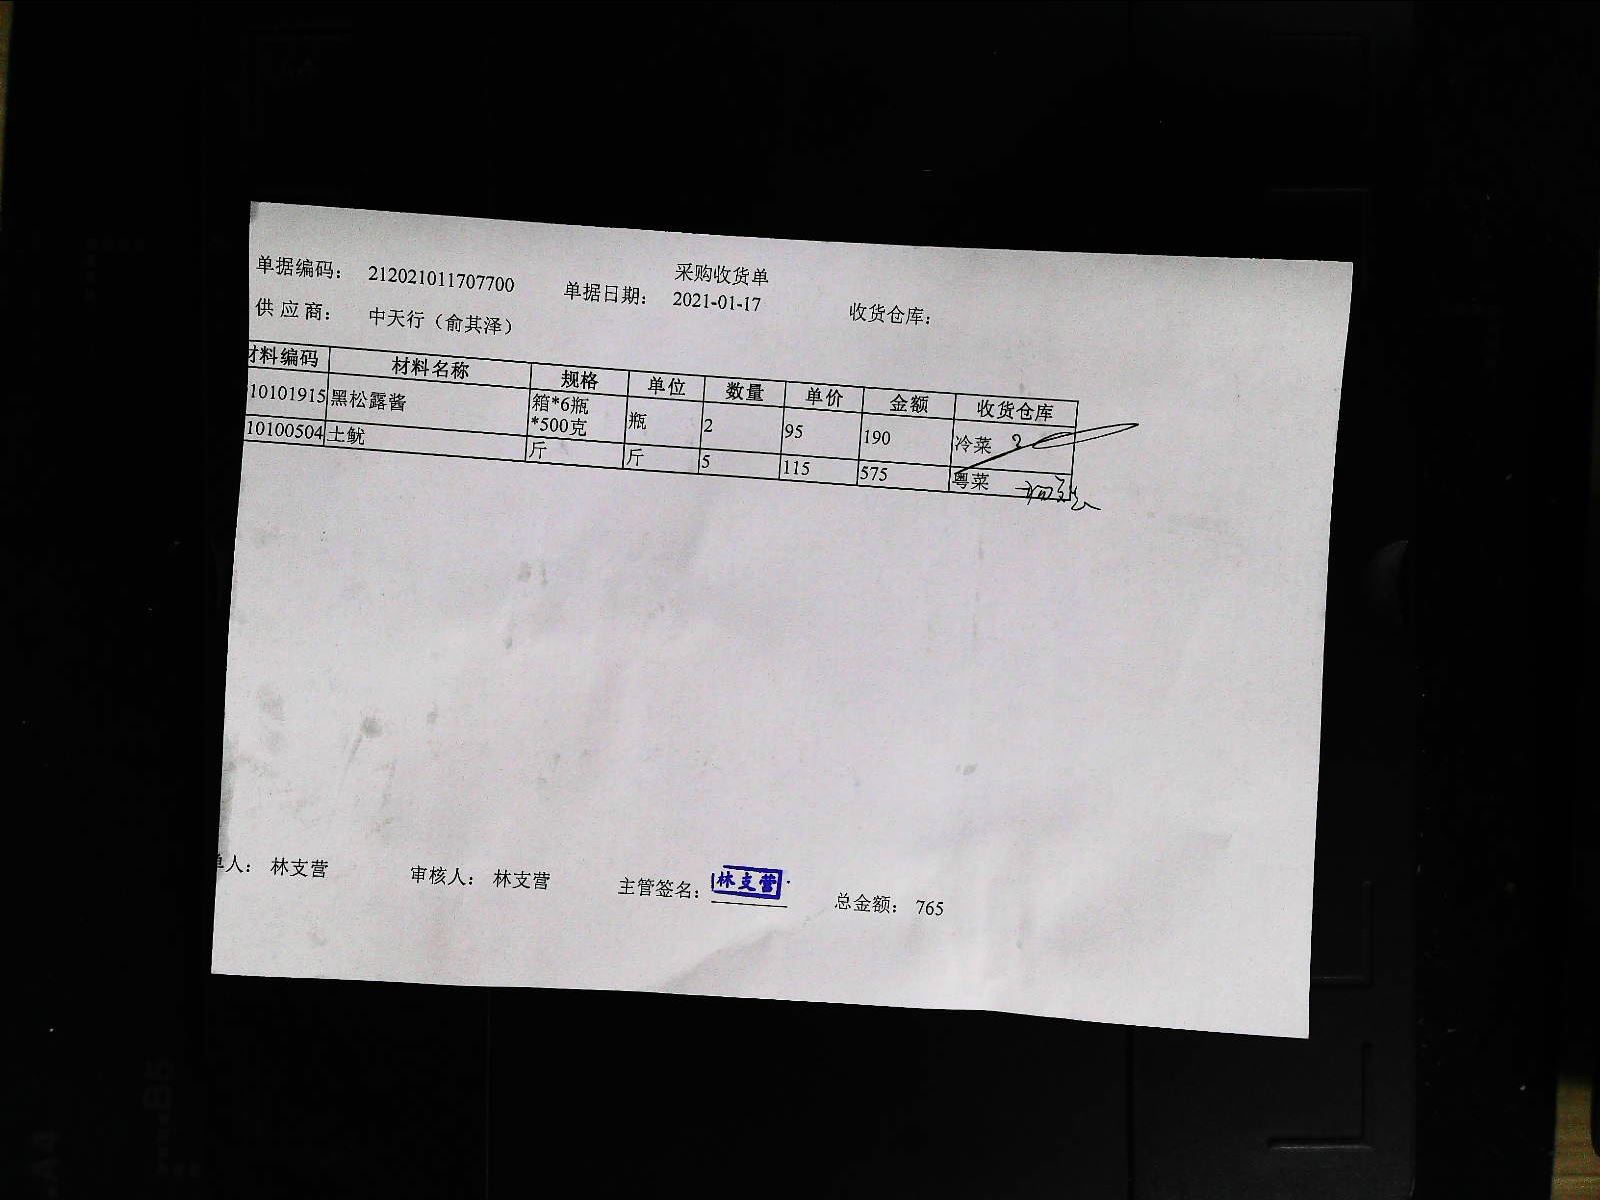 采购收货单
单据编码： 212021011707700 单据日期： 2021-01-17 收货仓库：
供 应 商： 中天行（俞其泽）
材料编码 材料名称 规格 单位 数量 单价 金额 收货仓库
10101915 黑松露酱 箱*6瓶 *500克 瓶 2 95 190 冷菜
10100504 土鱿 斤 斤 5 115 575 粤菜
单人： 林支营 审核人： 林支营 主管签名： 林支营 总金额： 765